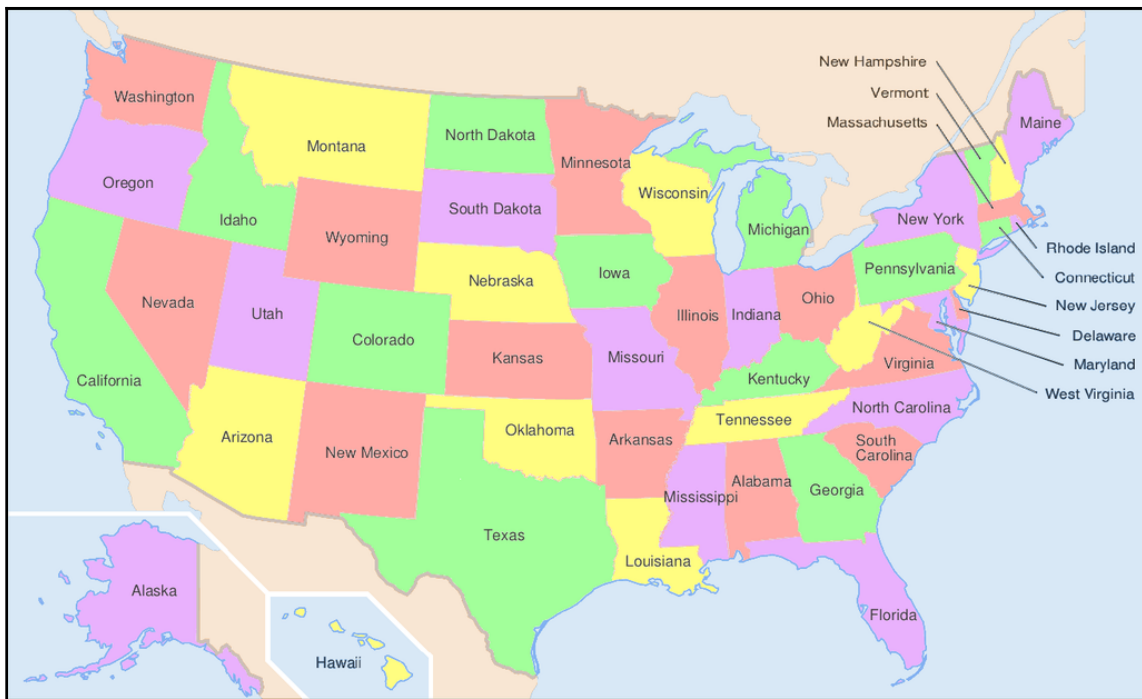 New Hampshire
Vermont
Massachusetts
Maine
Washington
Montana
North Dakota
Minnesota
Oregon
Idaho
Wyoming
South Dakota
Wisconsin
Michigan
New York
Rhode Island
Connecticut
New Jersey
Delaware
Maryland
West Virginia
Nevada
Utah
Colorado
Nebraska
Iowa
Illinois
Indiana
Ohio
Pennsylvania
California
Kansas
Missouri
Kentucky
Virginia
Arizona
New Mexico
Oklahoma
Arkansas
Tennessee
North Carolina
South
Carolina
Texas
Louisiana
Mississippi
Alabama
Georgia
Florida
Alaska
Hawaii